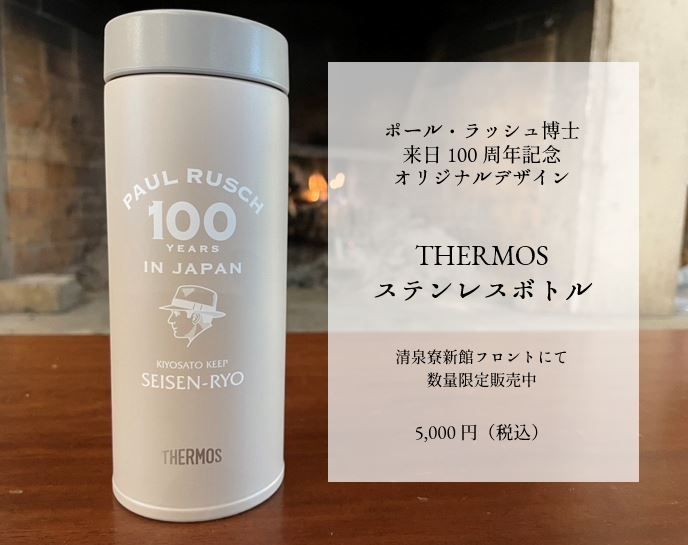 PAUL RUSCH
100
YEARS
IN JAPAN
KIYOSATO KEEP
SEISEN-RYO
THERMOS
ポール・ラッシュ博士
来日 100 周年記念
オリジナルデザイン
THERMOS
ステンレスボトル
清泉寮新館フロントにて
数量限定販売中
5,000 円（税込）